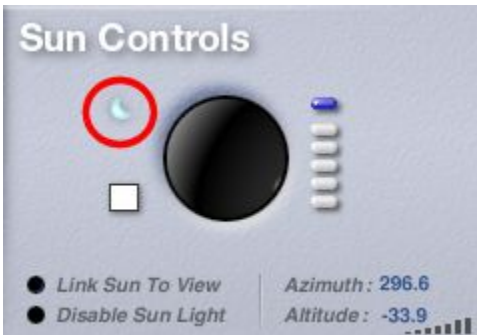 Sun Controls
Link Sun To View
Azimuth: 296.6
Disable Sun Light
Altitude: -33.9